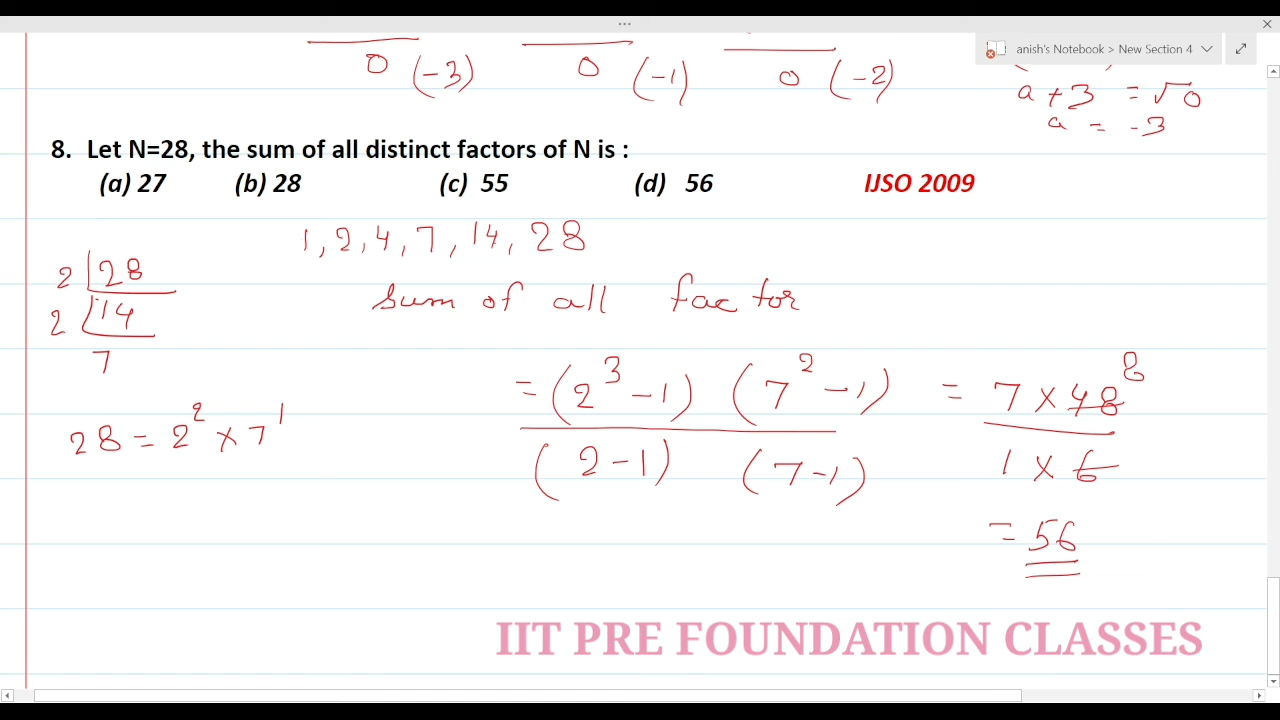 anish's Notebook > New Section 4
0 (-3) 0 (-1) 0 (-2)
a + 3 = √0
a = -3
8. Let N=28, the sum of all distinct factors of N is :
(a) 27 (b) 28 (c) 55 (d) 56 IJSO 2009
1, 2, 4, 7, 14, 28
2 | 28
2 | 14
7
sum of all factor
28 = 2² × 7¹
= (2³ -1) (7² -1) = 7 × 48 8
(2-1) (7-1) 1 × 6
= 56
IIT PRE FOUNDATION CLASSES